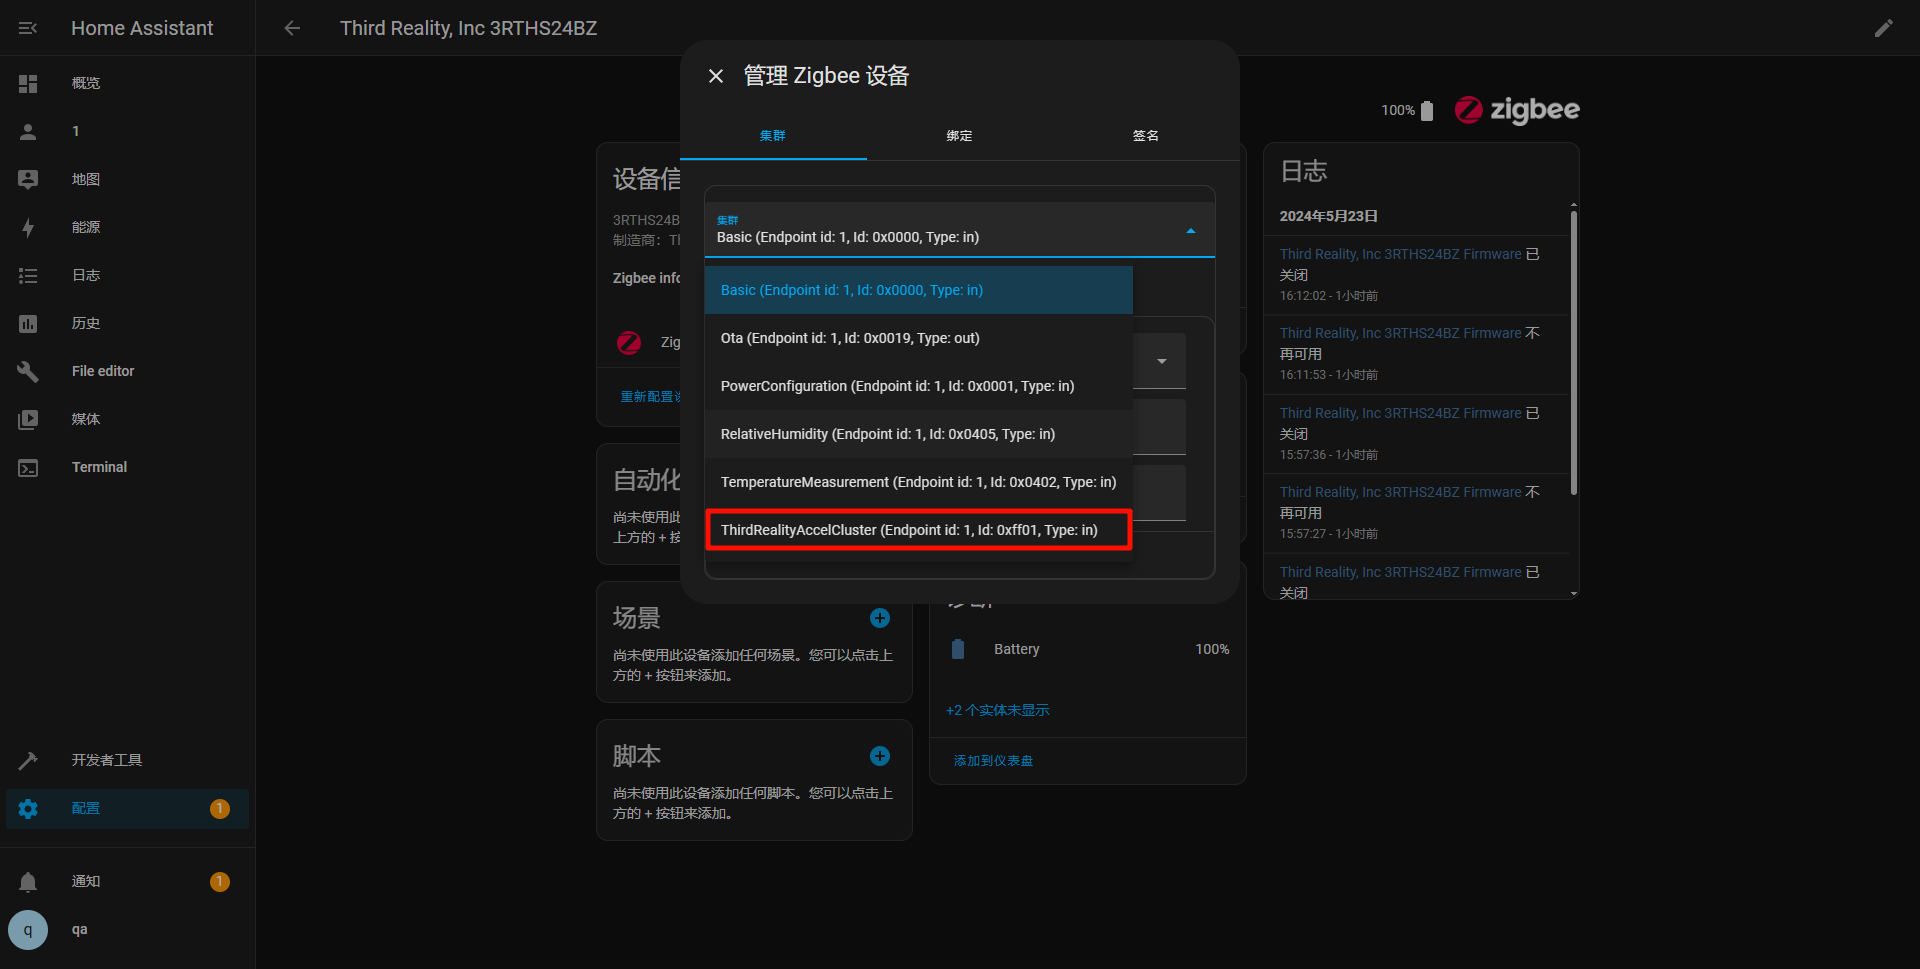 Home Assistant
Third Reality, Inc 3RTHS24BZ
概览
1
地图
能源
日志
历史
File editor
媒体
Terminal
开发者工具
配置
1
通知
1
q
qa
管理 Zigbee 设备
集群
绑定
签名
集群
Basic (Endpoint id: 1, Id: 0x0000, Type: in)
Basic (Endpoint id: 1, Id: 0x0000, Type: in)
Ota (Endpoint id: 1, Id: 0x0019, Type: out)
PowerConfiguration (Endpoint id: 1, Id: 0x0001, Type: in)
RelativeHumidity (Endpoint id: 1, Id: 0x0405, Type: in)
TemperatureMeasurement (Endpoint id: 1, Id: 0x0402, Type: in)
ThirdRealityAccelCluster (Endpoint id: 1, Id: 0xff01, Type: in)
设备信
3RTHS24B
制造商：Th
Zigbee info
Zig
重新配置
自动化
尚未使用此
上方的 + 按
场景
尚未使用此设备添加任何场景。您可以点击上
方的 + 按钮来添加。
脚本
尚未使用此设备添加任何脚本。您可以点击上
方的 + 按钮来添加。
Battery
100%
+2 个实体未显示
添加到仪表盘
100%
zigbee
日志
2024年5月23日
Third Reality, Inc 3RTHS24BZ Firmware 已
关闭
16:12:02 - 1小时前
Third Reality, Inc 3RTHS24BZ Firmware 不
再可用
16:11:53 - 1小时前
Third Reality, Inc 3RTHS24BZ Firmware 已
关闭
15:57:36 - 1小时前
Third Reality, Inc 3RTHS24BZ Firmware 不
再可用
15:57:27 - 1小时前
Third Reality, Inc 3RTHS24BZ Firmware 已
关闭